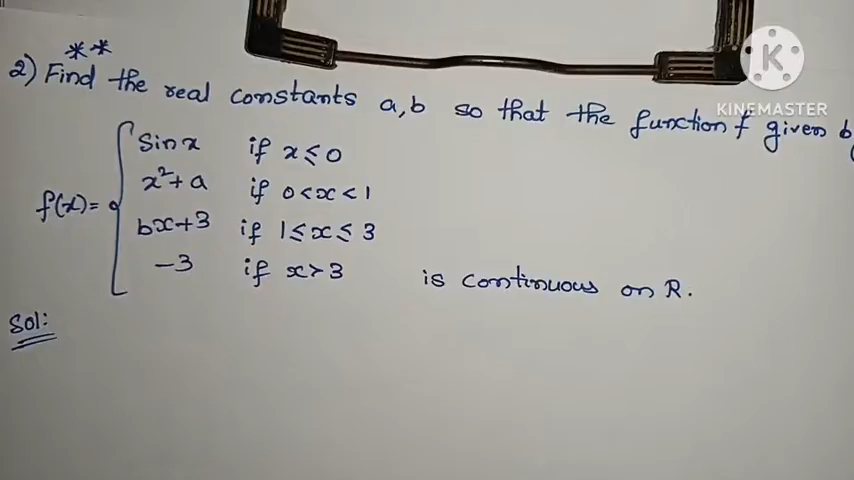 **
2) Find the real constants a,b so that the function f given b
f(x)=
sinx if x≤0
x²+a if 0<x<1
bx+3 if 1≤x≤3
-3 if x>3 is continuous on R.
Sol:
K
KINEMASTER